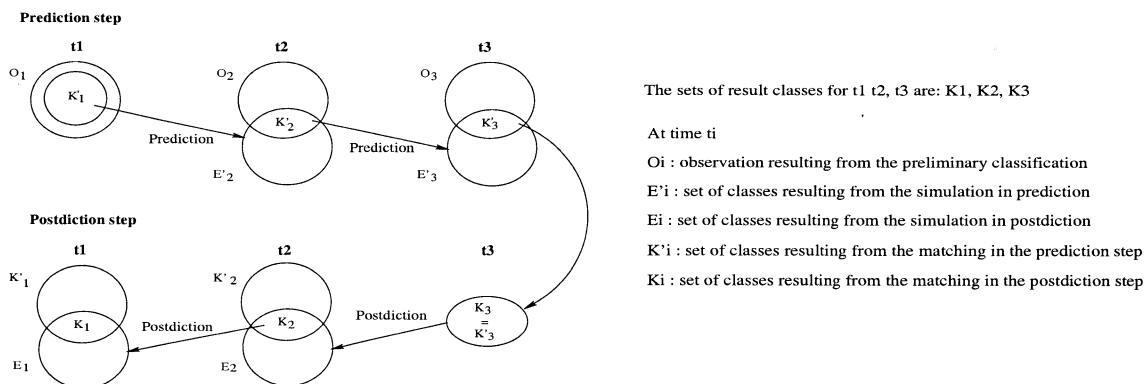 Prediction step
t1 t2 t3
O1 O2 O3
K'1 K'2 K'3
Prediction Prediction
E'2 E'3
Postdiction step
t1 t2 t3
K'1 K'2
K1 K2 K3 = K'3
Postdiction Postdiction
E1 E2
The sets of result classes for t1 t2, t3 are: K1, K2, K3
At time ti
Oi : observation resulting from the preliminary classification
E'i : set of classes resulting from the simulation in prediction
Ei : set of classes resulting from the simulation in postdiction
K'i : set of classes resulting from the matching in the prediction step
Ki : set of classes resulting from the matching in the postdiction step